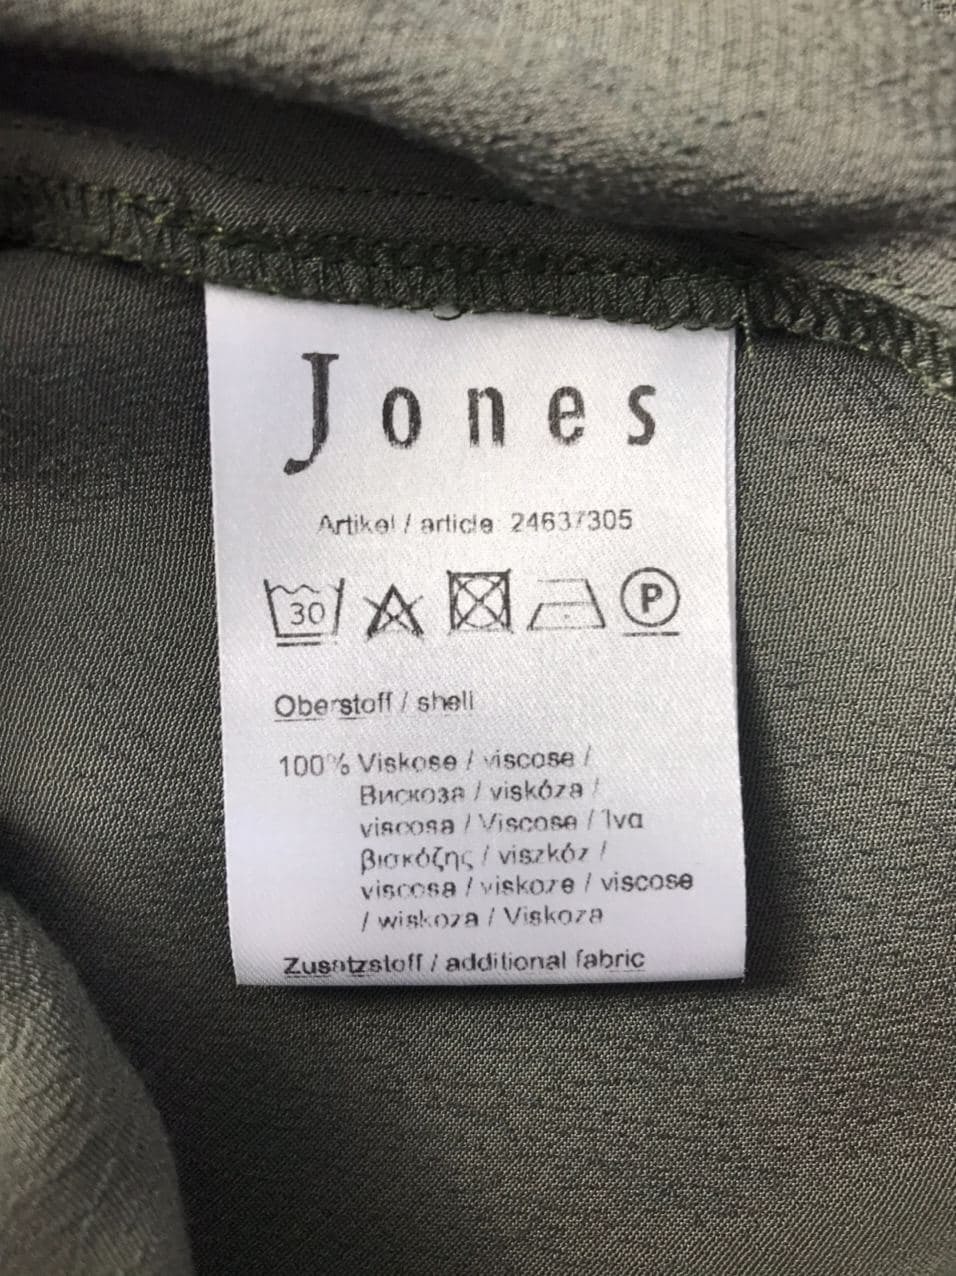 Jones
Artikel / article 24637305
30 P
Oberstoff / shell
100% Viskose / viscose /
Вискоза / viskóza /
viscosa / Viscose / Ίνα
βισκόζης / viszkóz /
viscosa / viskoze / viscose
/ wiskoza / Viskoza
Zusatzstoff / additional fabric